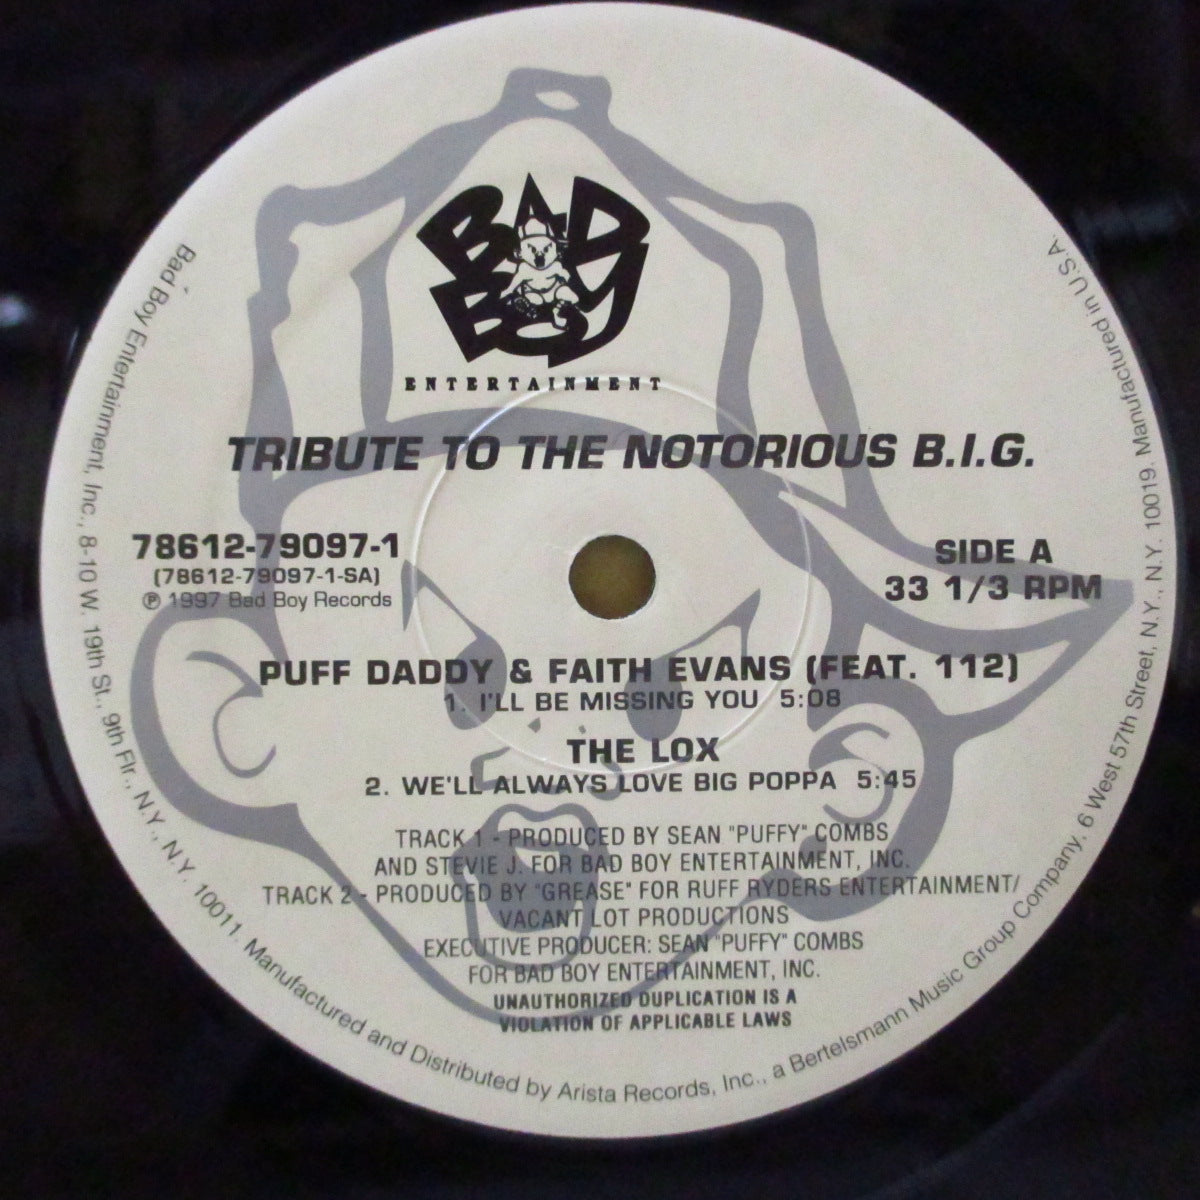 BAD
BOY
ENTERTAINMENT
TRIBUTE TO THE NOTORIOUS B.I.G.
78612-79097-1
(78612-79097-1-SA)
℗ 1997 Bad Boy Records
SIDE A
33 1/3 RPM
PUFF DADDY & FAITH EVANS (FEAT. 112)
1. I'LL BE MISSING YOU 5:08
THE LOX
2. WE'LL ALWAYS LOVE BIG POPPA 5:45
TRACK 1 - PRODUCED BY SEAN "PUFFY" COMBS
AND STEVIE J. FOR BAD BOY ENTERTAINMENT, INC.
TRACK 2 - PRODUCED BY "GREASE" FOR RUFF RYDERS ENTERTAINMENT/
VACANT LOT PRODUCTIONS
EXECUTIVE PRODUCER: SEAN "PUFFY" COMBS
FOR BAD BOY ENTERTAINMENT, INC.
UNAUTHORIZED DUPLICATION IS A
VIOLATION OF APPLICABLE LAWS
Bad Boy Entertainment, Inc., 8-10 W. 19th St., 9th Flr., N.Y., N.Y. 10011. Manufactured and Distributed by Arista Records, Inc., a Bertelsmann Music Group Company, 6 West 57th Street, N.Y., N.Y. 10019. Manufactured in U.S.A.